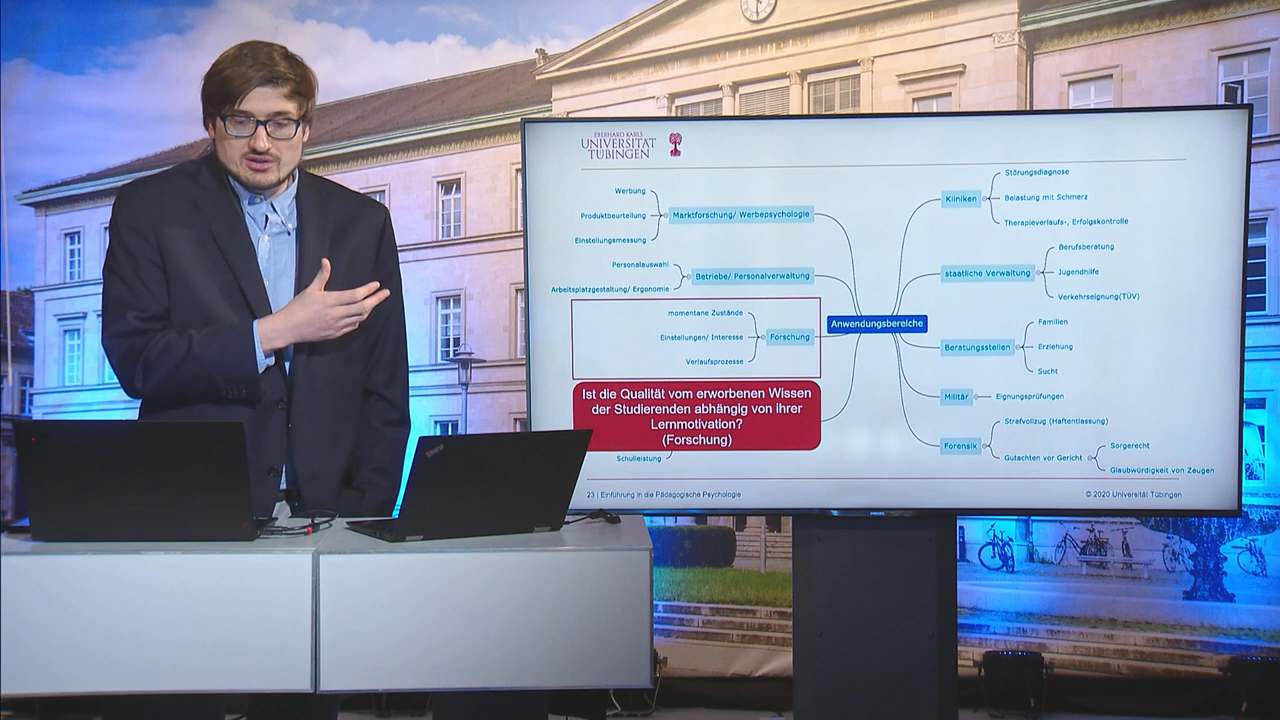 EBERHARD KARLS
UNIVERSITÄT
TÜBINGEN
Werbung
Produktbeurteilung
Einstellungsmessung
Marktforschung/ Werbepsychologie
Personalauswahl
Arbeitsplatzgestaltung/ Ergonomie
Betriebe/ Personalverwaltung
momentane Zustände
Einstellungen/ Interesse
Verlaufsprozesse
Forschung
Ist die Qualität vom erworbenen Wissen
der Studierenden abhängig von ihrer
Lernmotivation?
(Forschung)
Schulleistung
Anwendungsbereiche
Kliniken
Störungsdiagnose
Belastung mit Schmerz
Therapieverlaufs-, Erfolgskontrolle
staatliche Verwaltung
Berufsberatung
Jugendhilfe
Verkehrseignung(TÜV)
Beratungsstellen
Familien
Erziehung
Sucht
Militär
Eignungsprüfungen
Forensik
Strafvollzug (Haftentlassung)
Gutachten vor Gericht
Sorgerecht
Glaubwürdigkeit von Zeugen
23 | Einführung in die Pädagogische Psychologie
© 2020 Universität Tübingen
PHILIPS
ThinkPad